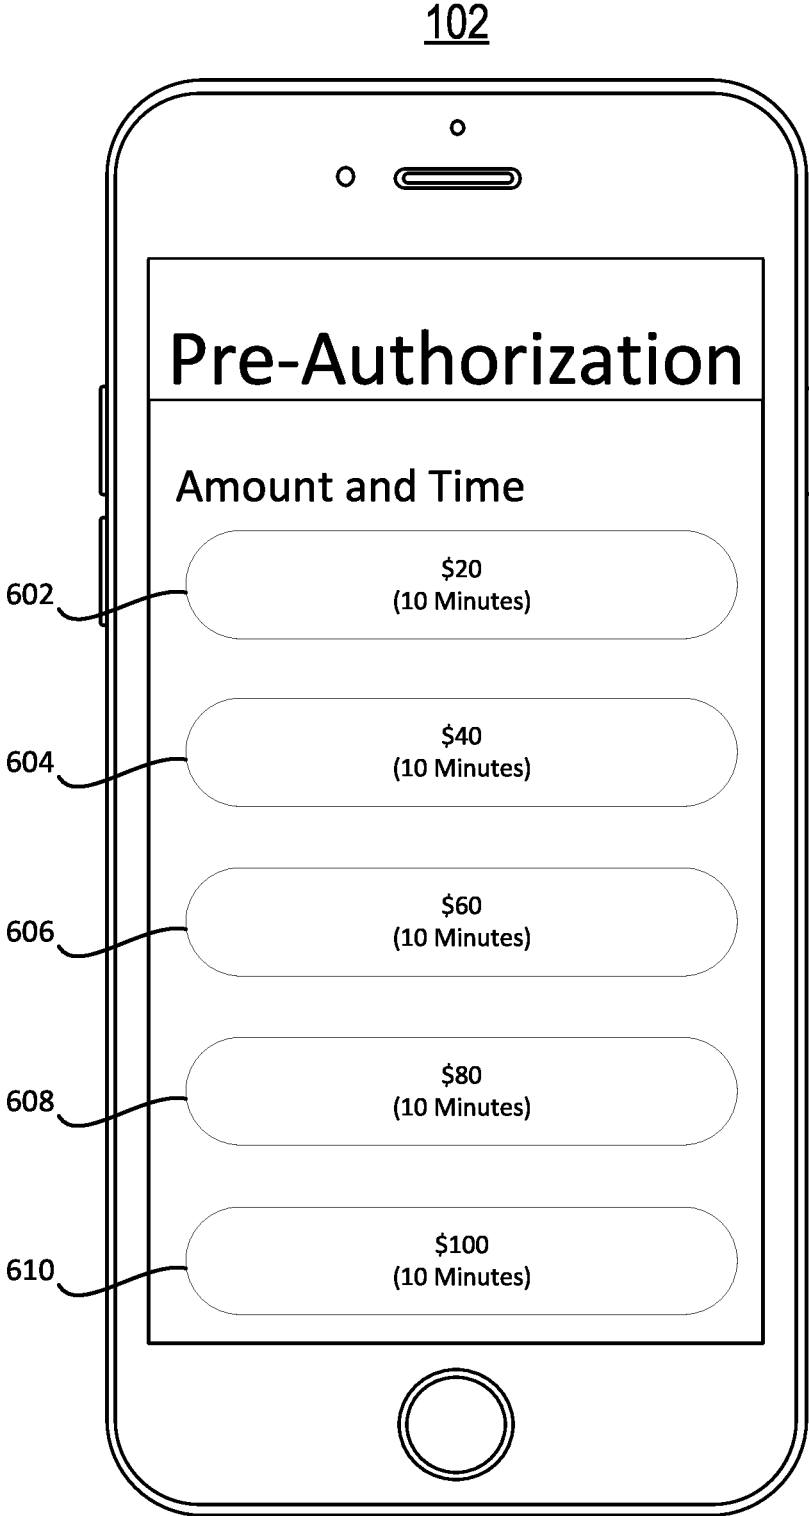 102
Pre-Authorization
Amount and Time
602
$20
(10 Minutes)
604
$40
(10 Minutes)
606
$60
(10 Minutes)
608
$80
(10 Minutes)
610
$100
(10 Minutes)